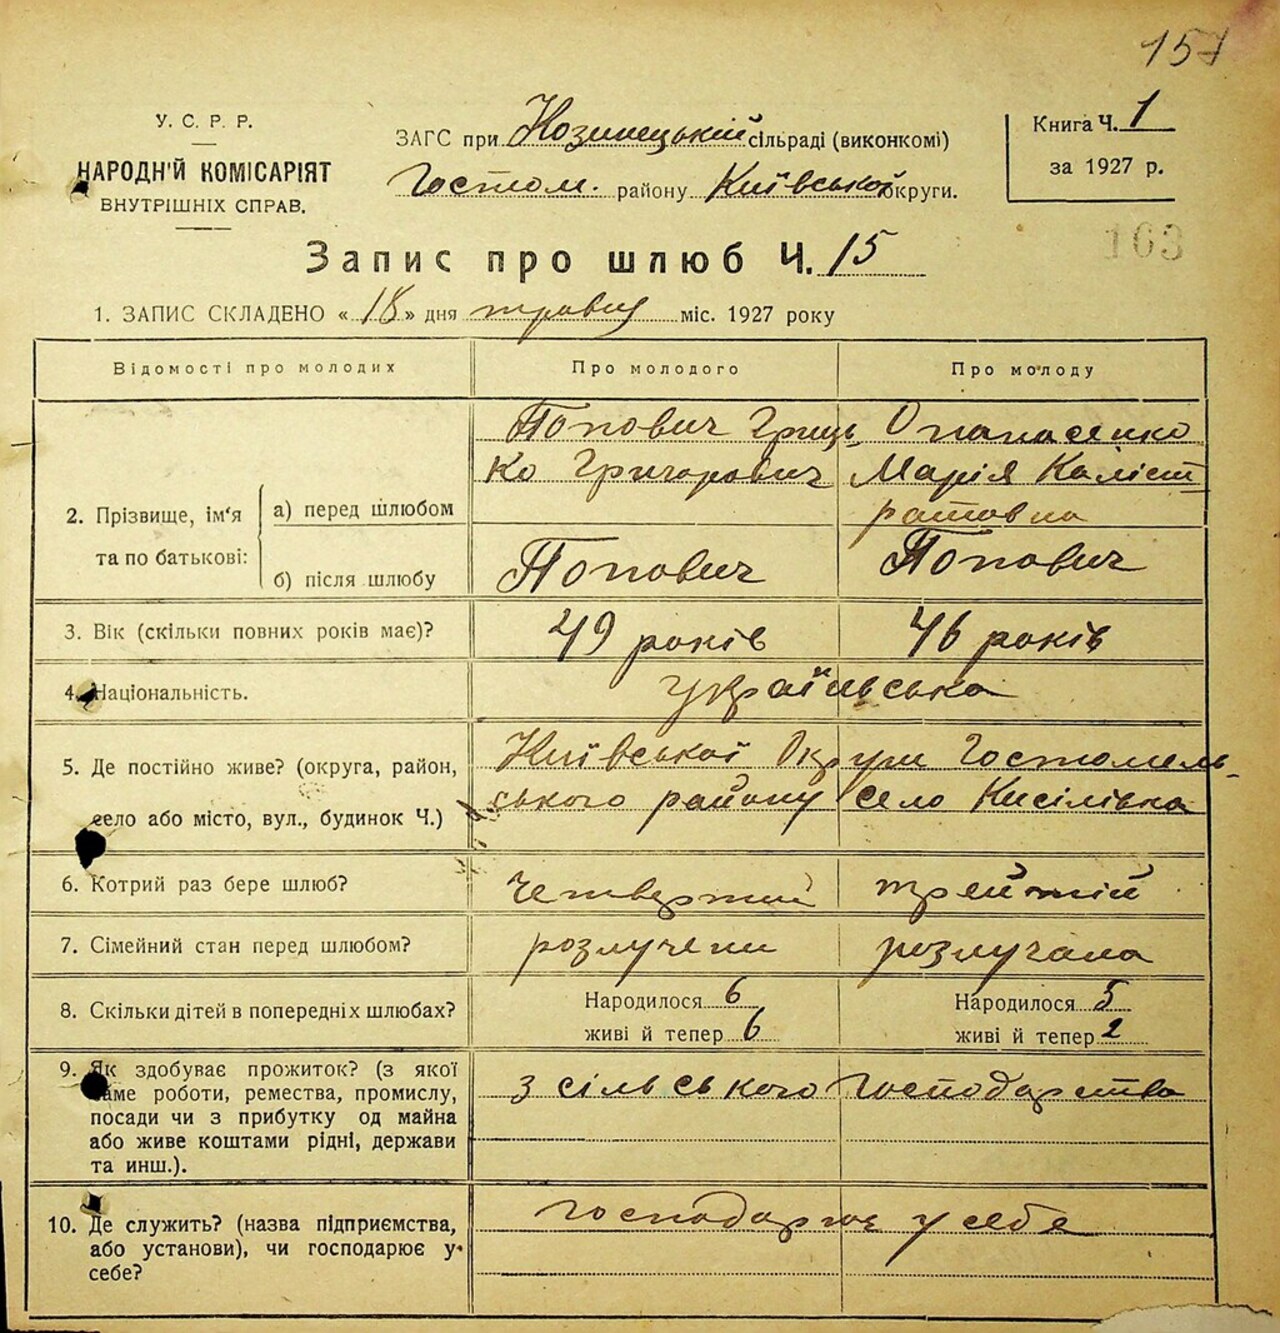 157
У. С. Р. Р.
НАРОДН'Й КОМІСАРІЯТ
ВНУТРІШНІХ СПРАВ.
ЗАГС при Козинецькій сільраді (виконкомі)
Гостом. району Київської округи.
Книга Ч. 1
за 1927 р.
163
Запис про шлюб Ч. 15
1. ЗАПИС СКЛАДЕНО «18» дня травня міс. 1927 року
Відомості про молодих
Про молодого
Про молоду
2. Прізвище, ім'я та по батькові:
а) перед шлюбом
Попович Гриць-
ко Григорович
Опанасенко
Марія Каліст-
ратовна
б) після шлюбу
Попович
Попович
3. Вік (скільки повних років має)?
49 років
46 років
4. Національність.
українська
5. Де постійно живе? (округа, район,
село або місто, вул., будинок Ч.)
Київської Округи Гостомель-
ського району село Кисілівка
6. Котрий раз бере шлюб?
четвертий
трейтій
7. Сімейний стан перед шлюбом?
розлучени
розлучана
8. Скільки дітей в попередніх шлюбах?
Народилося 6
живі й тепер 6
Народилося 5
живі й тепер 2
9. Як здобуває прожиток? (з якої
саме роботи, ремества, промислу,
посади чи з прибутку од майна
або живе коштами рідні, держави
та инш.).
з сільського господарства
10. Де служить? (назва підприємства,
або установи), чи господарює у
себе?
господарює у себе